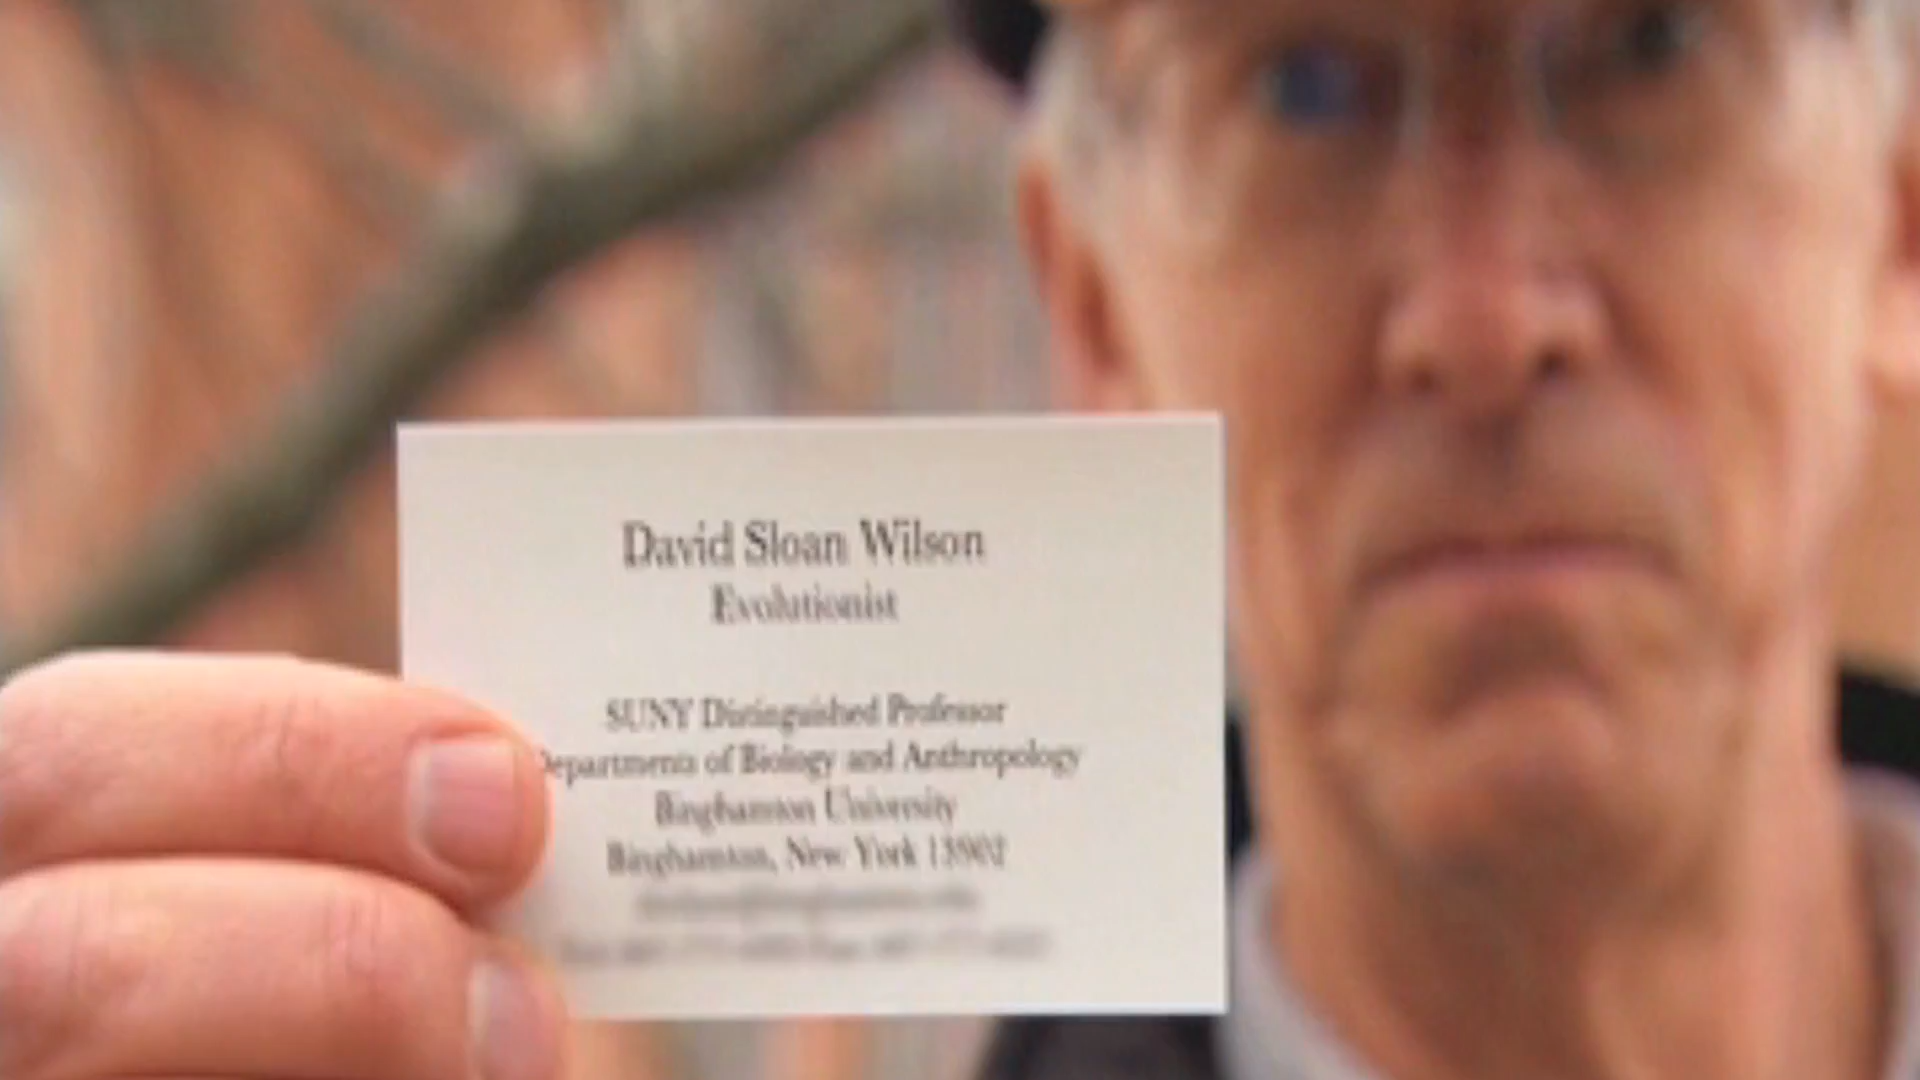 David Sloan Wilson
Evolutionist
SUNY Distinguished Professor
Departments of Biology and Anthropology
Binghamton University
Binghamton, New York 13902